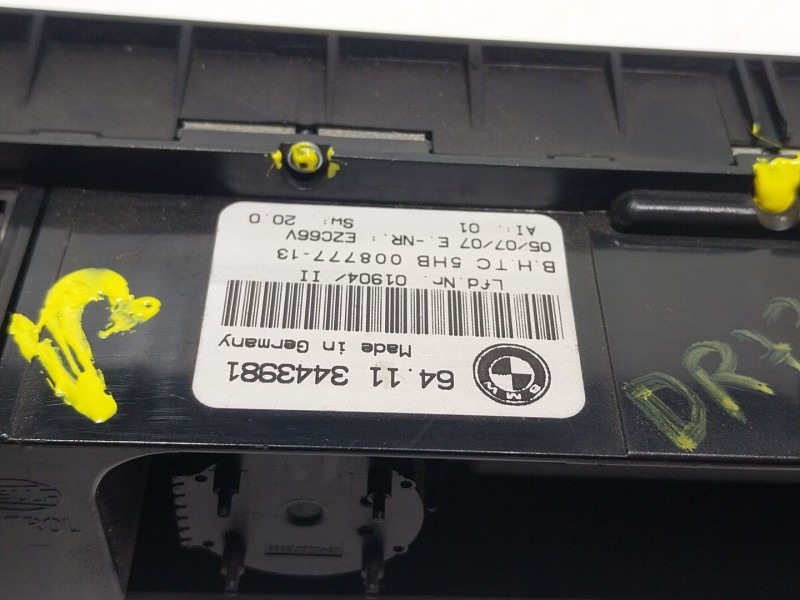 BMW
64.11 3443981
Made in Germany
Lfd.Nr. 01904/ II
B.H.TC 5HB 008777-13
05/07/07 E.-NR.: EZC66V
AI: 01 Sw: 20.0